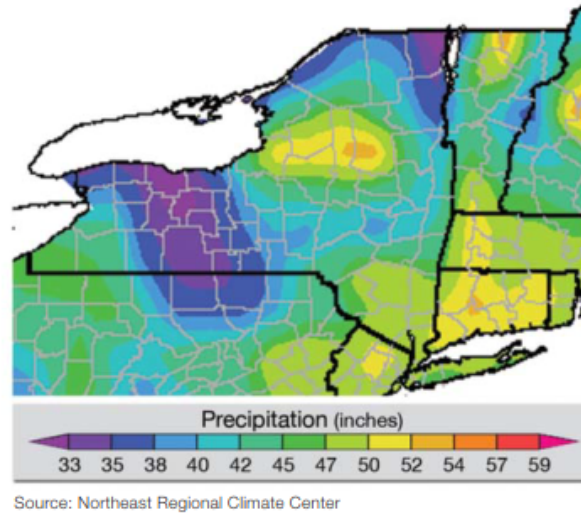 Precipitation (inches)
33 35 38 40 42 45 47 50 52 54 57 59
Source: Northeast Regional Climate Center